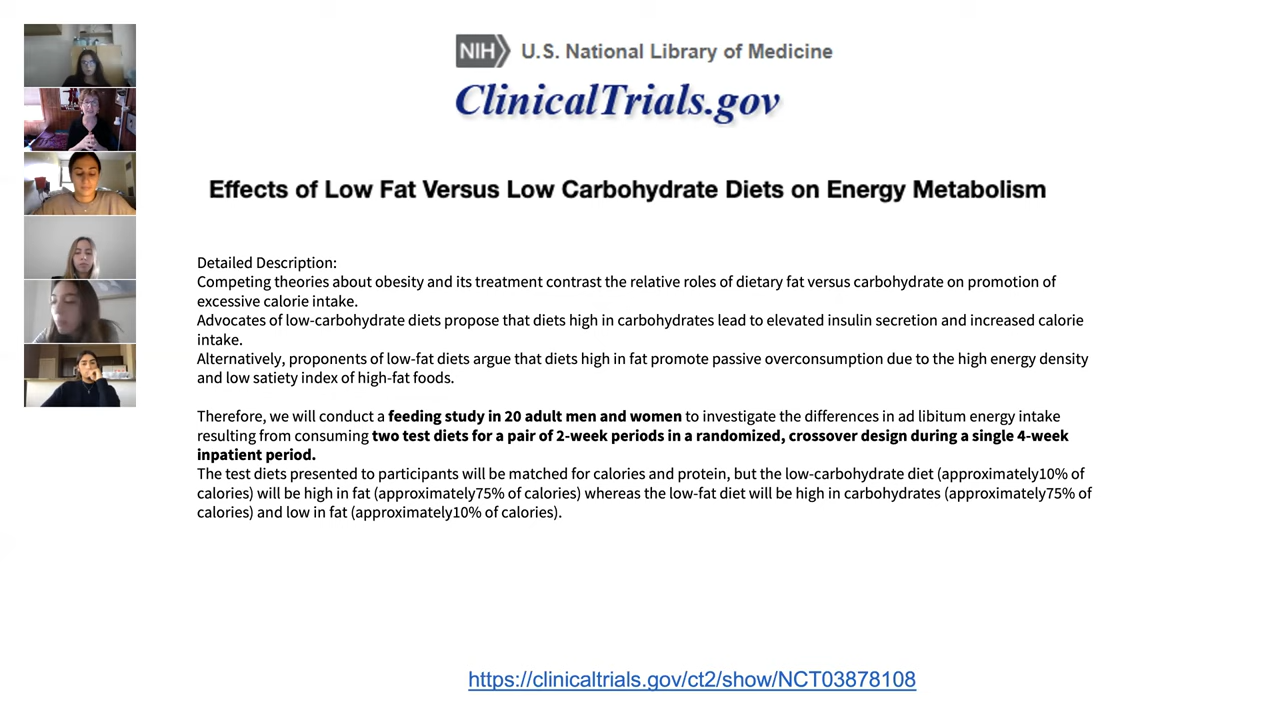 NIH U.S. National Library of Medicine
ClinicalTrials.gov
Effects of Low Fat Versus Low Carbohydrate Diets on Energy Metabolism
Detailed Description:
Competing theories about obesity and its treatment contrast the relative roles of dietary fat versus carbohydrate on promotion of
excessive calorie intake.
Advocates of low-carbohydrate diets propose that diets high in carbohydrates lead to elevated insulin secretion and increased calorie
intake.
Alternatively, proponents of low-fat diets argue that diets high in fat promote passive overconsumption due to the high energy density
and low satiety index of high-fat foods.
Therefore, we will conduct a feeding study in 20 adult men and women to investigate the differences in ad libitum energy intake
resulting from consuming two test diets for a pair of 2-week periods in a randomized, crossover design during a single 4-week
inpatient period.
The test diets presented to participants will be matched for calories and protein, but the low-carbohydrate diet (approximately10% of
calories) will be high in fat (approximately75% of calories) whereas the low-fat diet will be high in carbohydrates (approximately75% of
calories) and low in fat (approximately10% of calories).
https://clinicaltrials.gov/ct2/show/NCT03878108